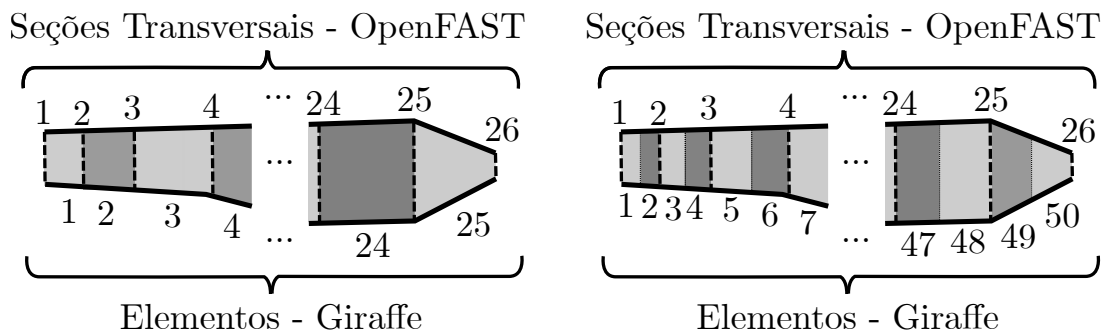 Seções Transversais - OpenFAST
1 2 3 4 ... 24 25 26
...
1 2 3 4 ... 24 25
Elementos - Giraffe
Seções Transversais - OpenFAST
1 2 3 4 ... 24 25 26
...
1 2 3 4 5 6 7 ... 47 48 49 50
Elementos - Giraffe